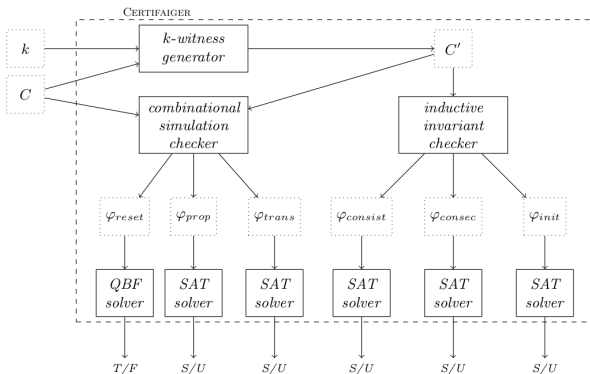 CERTIFAIGER
k
k-witness
generator
C′
C
combinational
simulation
checker
inductive
invariant
checker
φreset
φprop
φtrans
φconsist
φconsec
φinit
QBF
solver
SAT
solver
SAT
solver
SAT
solver
SAT
solver
SAT
solver
T/F
S/U
S/U
S/U
S/U
S/U